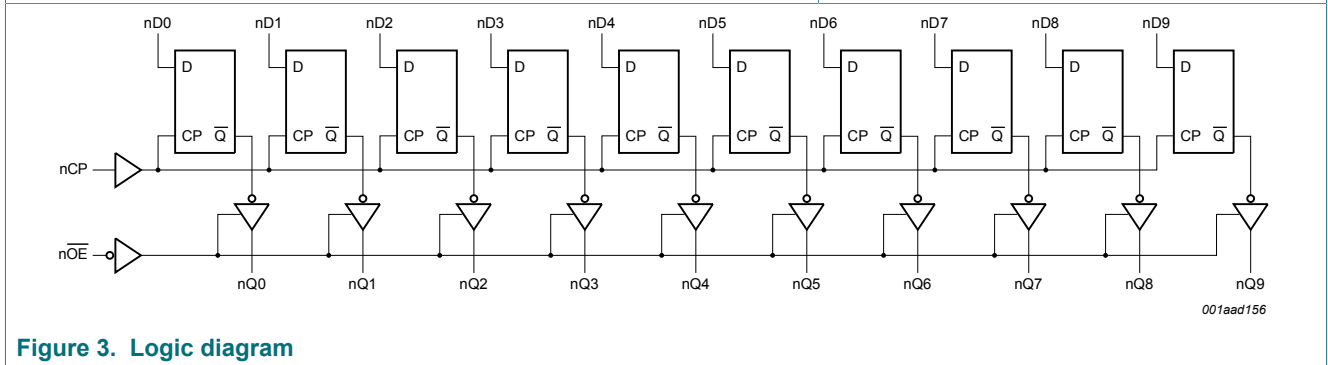 nD0 nD1 nD2 nD3 nD4 nD5 nD6 nD7 nD8 nD9
D D D D D D D D D D
CP Q̅ CP Q̅ CP Q̅ CP Q̅ CP Q̅ CP Q̅ CP Q̅ CP Q̅ CP Q̅ CP Q̅
nCP
nO̅E̅
nQ0 nQ1 nQ2 nQ3 nQ4 nQ5 nQ6 nQ7 nQ8 nQ9
001aad156
Figure 3. Logic diagram